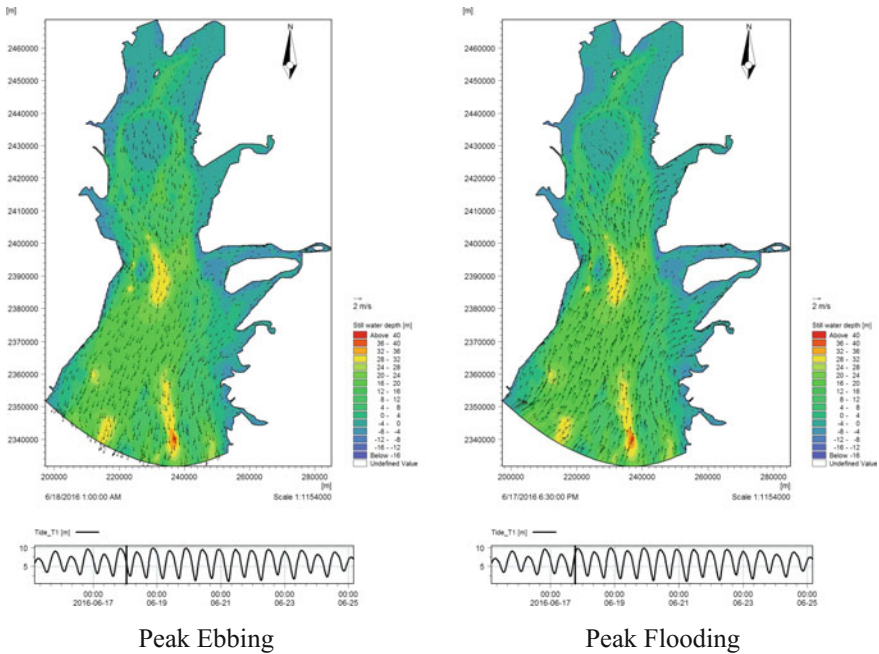 [m]
N
2460000
2450000
2440000
2430000
2420000
2410000
2400000
2390000
2380000
2370000
2360000
2350000
2340000
200000 220000 240000 260000 280000
[m]
6/18/2016 1:00:00 AM Scale 1:1154000
2 m/s
Still water depth [m]
Above 40
36 - 40
32 - 36
28 - 32
24 - 28
20 - 24
16 - 20
12 - 16
8 - 12
4 - 8
0 - 4
-4 - 0
-8 - -4
-12 - -8
-16 - -12
Below -16
Undefined Value
Tide_T1 [m]
10
5
00:00 00:00 00:00 00:00 00:00
2016-06-17 06-19 06-21 06-23 06-25
Peak Ebbing
[m]
N
2460000
2450000
2440000
2430000
2420000
2410000
2400000
2390000
2380000
2370000
2360000
2350000
2340000
200000 220000 240000 260000 280000
[m]
6/17/2016 6:30:00 PM Scale 1:1154000
2 m/s
Still water depth [m]
Above 40
36 - 40
32 - 36
28 - 32
24 - 28
20 - 24
16 - 20
12 - 16
8 - 12
4 - 8
0 - 4
-4 - 0
-8 - -4
-12 - -8
-16 - -12
Below -16
Undefined Value
Tide_T1 [m]
10
5
00:00 00:00 00:00 00:00 00:00
2016-06-17 06-19 06-21 06-23 06-25
Peak Flooding